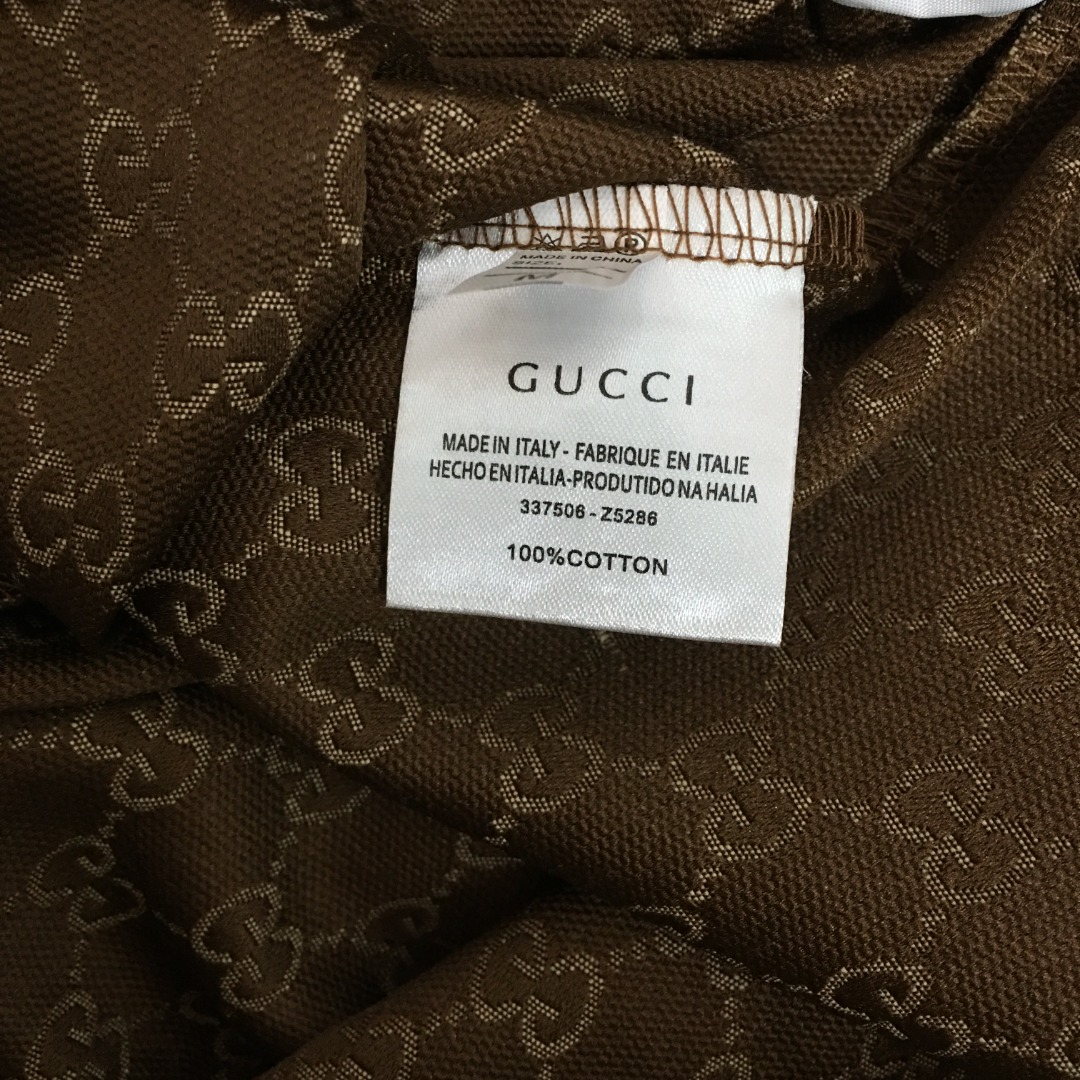 MADE IN CHINA
SIZE:
M
GUCCI
MADE IN ITALY - FABRIQUE EN ITALIE
HECHO EN ITALIA-PRODUTIDO NA HALIA
337506 - Z5286
100%COTTON